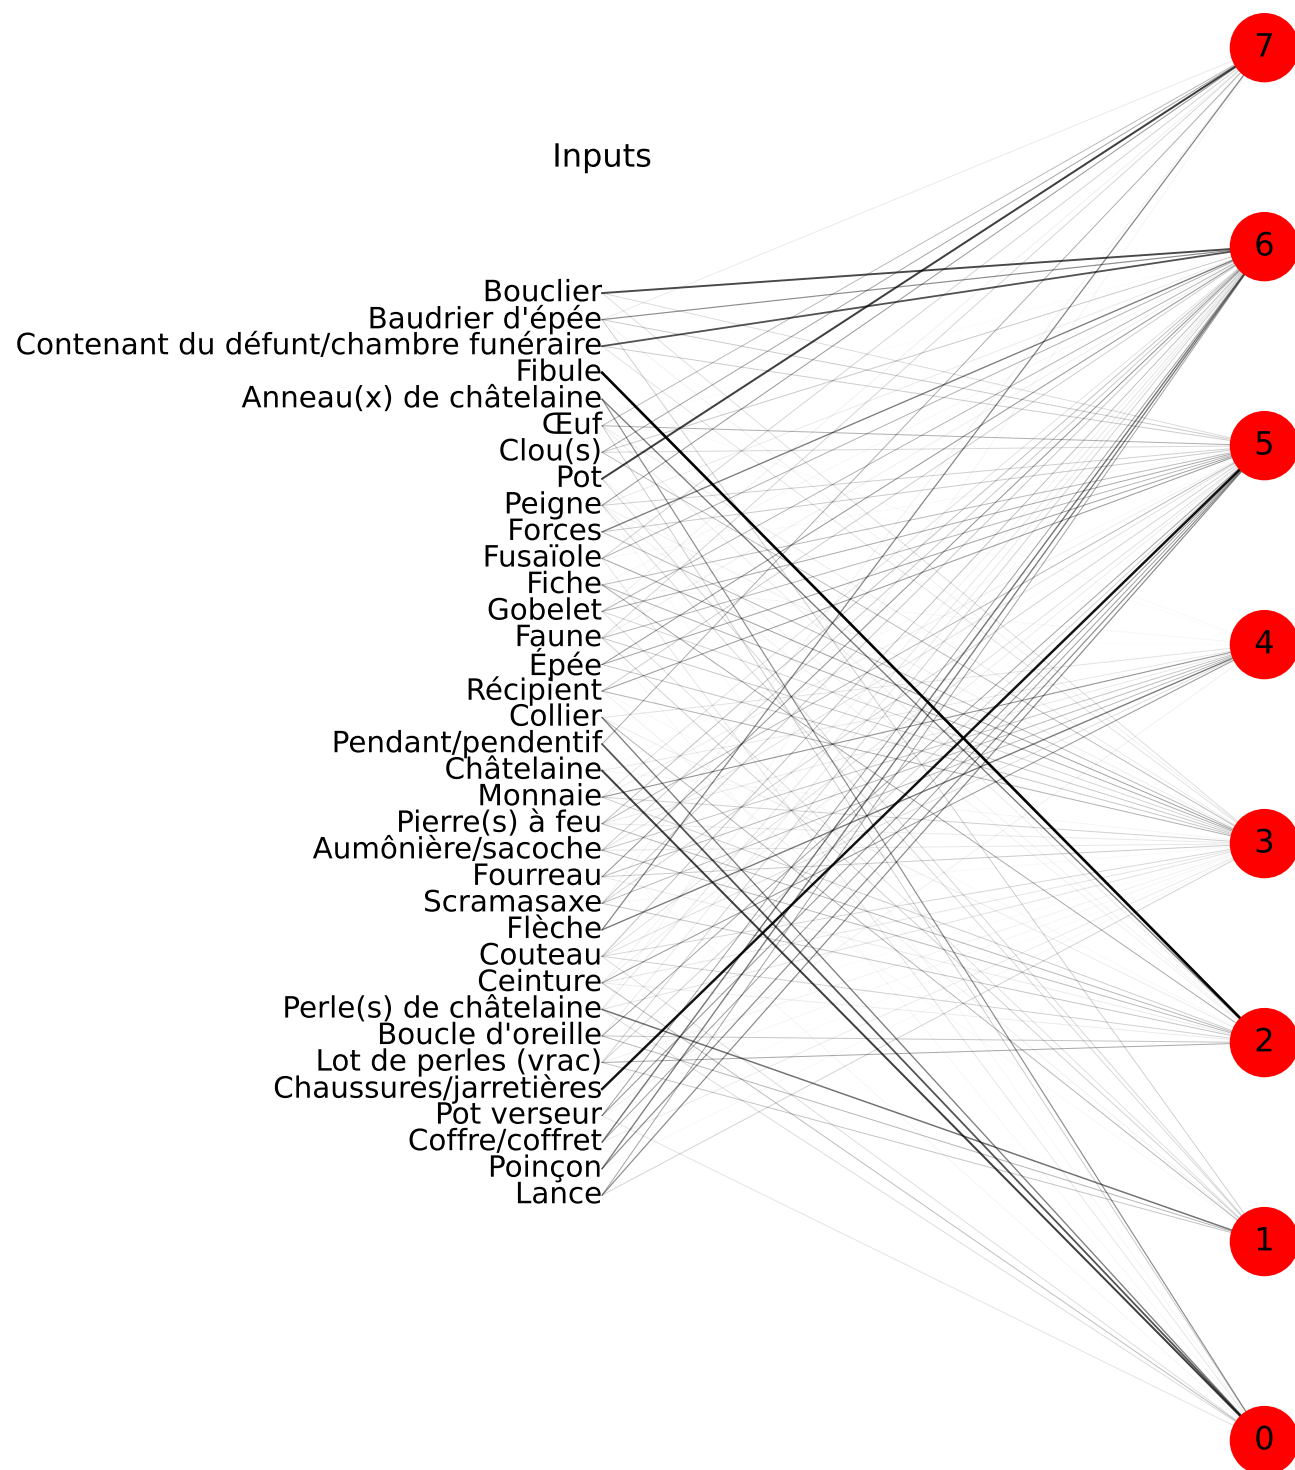 7
Inputs
6
Bouclier
Baudrier d'épée
Contenant du défunt/chambre funéraire
Fibule
Anneau(x) de châtelaine
Œuf
5
Clou(s)
Pot
Peigne
Forces
Fusaïole
Fiche
Gobelet
Faune
4
Épée
Récipient
Collier
Pendant/pendentif
Châtelaine
Monnaie
Pierre(s) à feu
3
Aumônière/sacoche
Fourreau
Scramasaxe
Flèche
Couteau
Ceinture
Perle(s) de châtelaine
Boucle d'oreille
2
Lot de perles (vrac)
Chaussures/jarretières
Pot verseur
Coffre/coffret
Poinçon
Lance
1
0